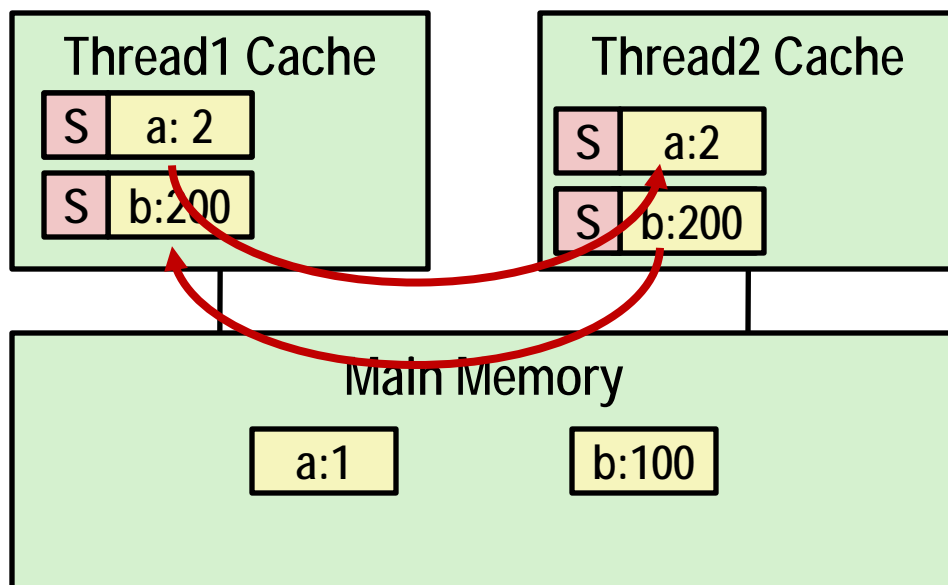 Thread1 Cache
S a: 2
S b:200
Thread2 Cache
S a:2
S b:200
Main Memory
a:1
b:100